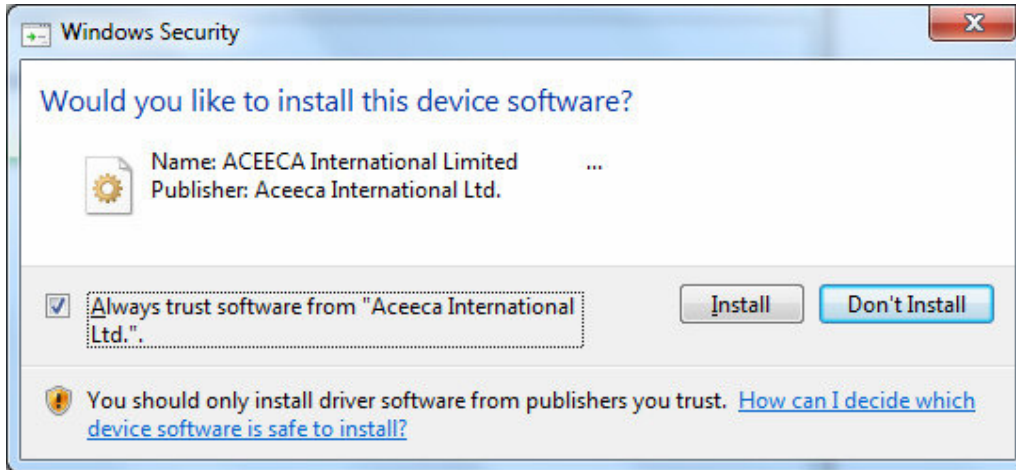 Windows Security
Would you like to install this device software?
Name: ACEECA International Limited ...
Publisher: Aceeca International Ltd.
Always trust software from "Aceeca International
Ltd.".
Install
Don't Install
You should only install driver software from publishers you trust. How can I decide which
device software is safe to install?